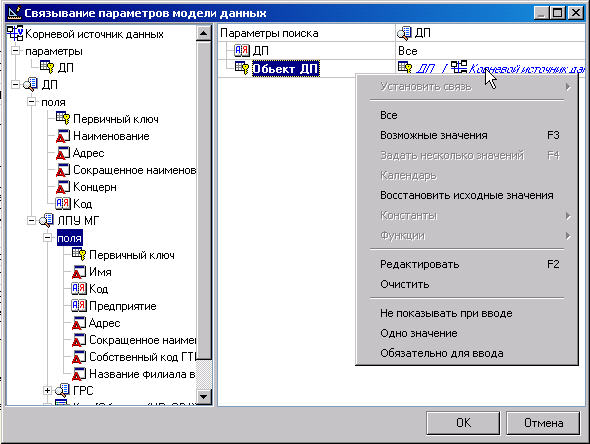 Связывание параметров модели данных
Корневой источник данных
параметры
ДП
ДП
поля
Первичный ключ
Наименование
Адрес
Сокращенное наименов
Концерн
Код
ЛПУ МГ
поля
Первичный ключ
Имя
Код
Предприятие
Адрес
Сокращенное наимен
Собственный код ГТ
Название филиала в
ГРС
Параметры поиска ДП
ДП Все
Обьект ДП ДП / Корневой источник дан
Установить связь
Все
Возможные значения F3
Задать несколько значений F4
Календарь
Восстановить исходные значения
Константы
Функции
Редактировать F2
Очистить
Не показывать при вводе
Одно значение
Обязательно для ввода
OK Отмена